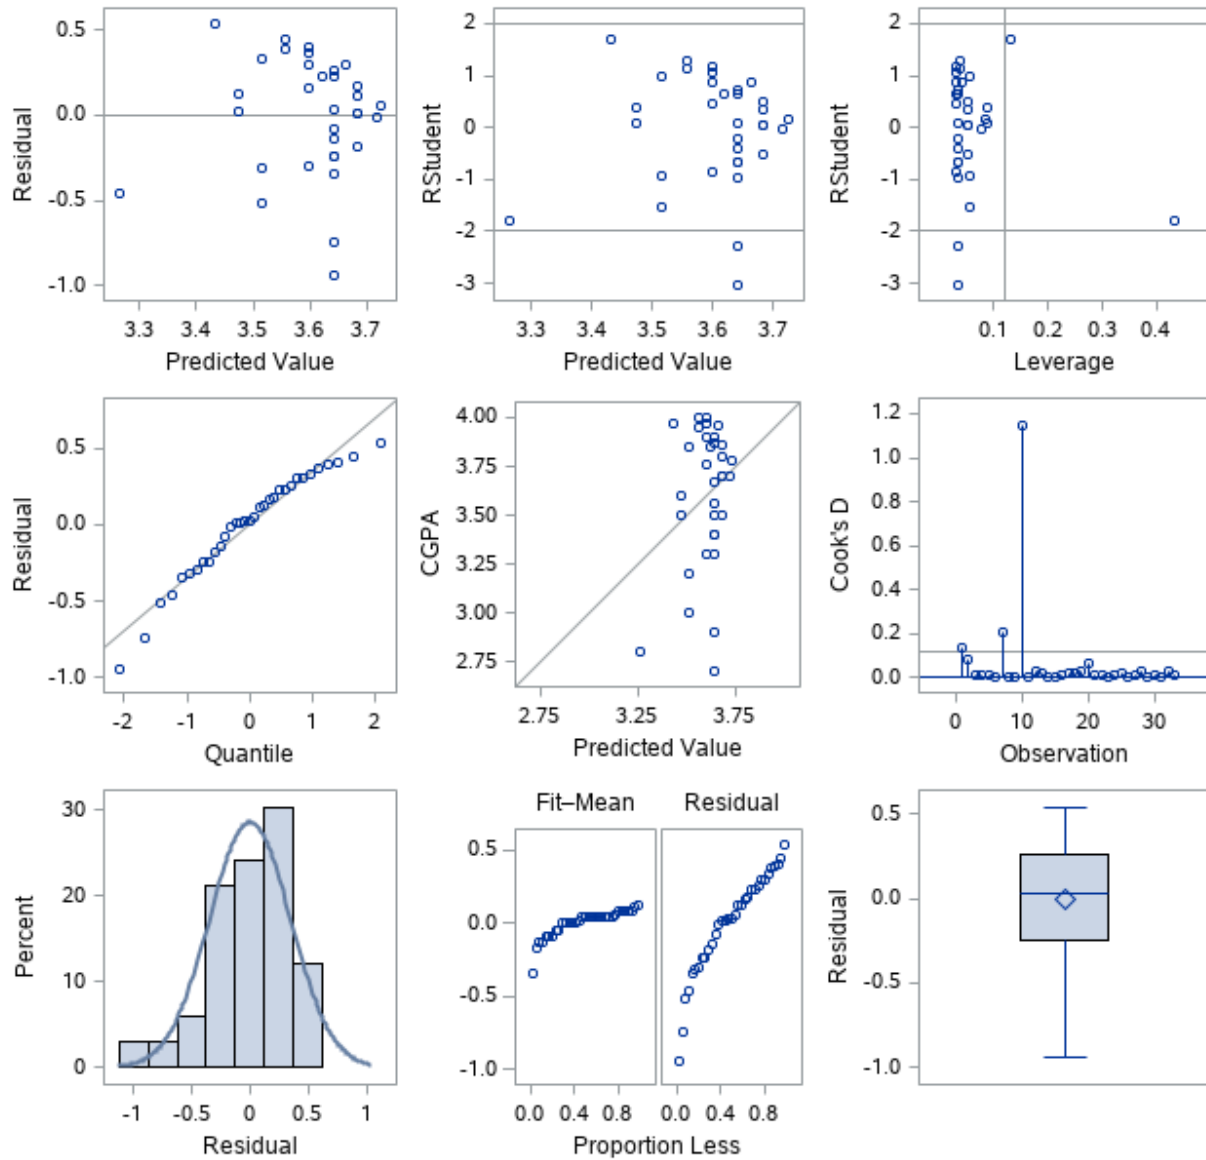 0.5
0.0
-0.5
-1.0
Residual
3.3 3.4 3.5 3.6 3.7
Predicted Value
2
1
0
-1
-2
-3
RStudent
3.3 3.4 3.5 3.6 3.7
Predicted Value
2
1
0
-1
-2
-3
RStudent
0.1 0.2 0.3 0.4
Leverage
0.5
0.0
-0.5
-1.0
Residual
-2 -1 0 1 2
Quantile
4.00
3.75
3.50
3.25
3.00
2.75
CGPA
2.75 3.25 3.75
Predicted Value
1.2
1.0
0.8
0.6
0.4
0.2
0.0
Cook's D
0 10 20 30
Observation
30
20
10
0
Percent
-1 -0.5 0 0.5 1
Residual
Fit–Mean Residual
0.5
0.0
-0.5
-1.0
0.0 0.4 0.8 0.0 0.4 0.8
Proportion Less
0.5
0.0
-0.5
-1.0
Residual